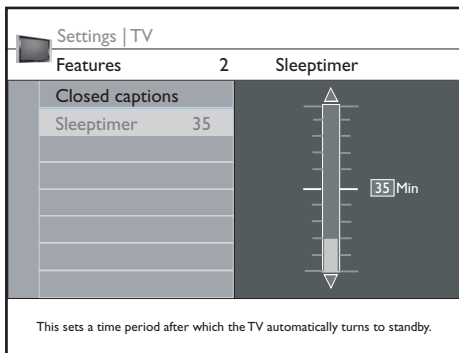 Settings | TV
Features 2 Sleeptimer
Closed captions
Sleeptimer 35
35 Min
This sets a time period after which the TV automatically turns to standby.